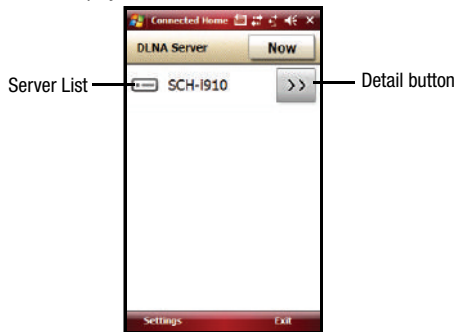 Connected Home
DLNA Server Now
Server List SCH-i910 >> Detail button
Settings Exit